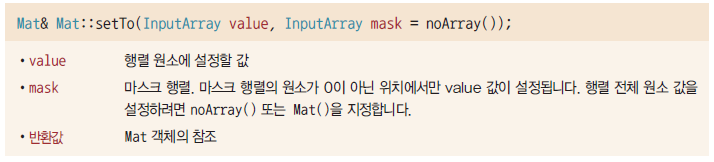 Mat& Mat::setTo(InputArray value, InputArray mask = noArray());
• value 행렬 원소에 설정할 값
• mask 마스크 행렬. 마스크 행렬의 원소가 0이 아닌 위치에서만 value 값이 설정됩니다. 행렬 전체 원소 값을
설정하려면 noArray() 또는 Mat()을 지정합니다.
• 반환값 Mat 객체의 참조